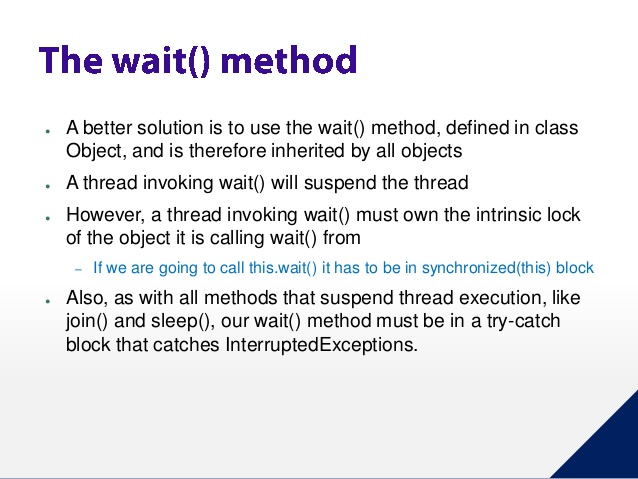 The wait() method
● A better solution is to use the wait() method, defined in class
Object, and is therefore inherited by all objects
● A thread invoking wait() will suspend the thread
● However, a thread invoking wait() must own the intrinsic lock
of the object it is calling wait() from
– If we are going to call this.wait() it has to be in synchronized(this) block
● Also, as with all methods that suspend thread execution, like
join() and sleep(), our wait() method must be in a try-catch
block that catches InterruptedExceptions.